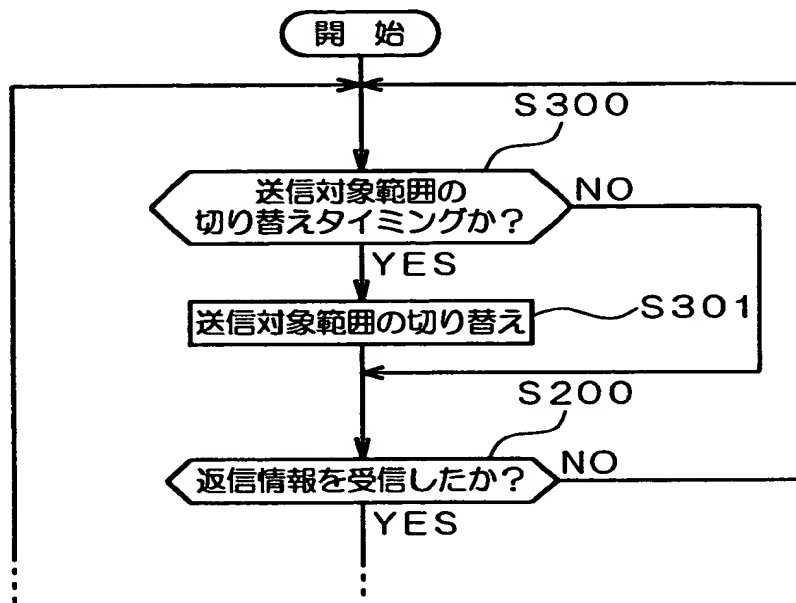 開 始
S300
送信対象範囲の
切り替えタイミングか?
NO
YES
送信対象範囲の切り替え
S301
S200
返信情報を受信したか?
NO
YES